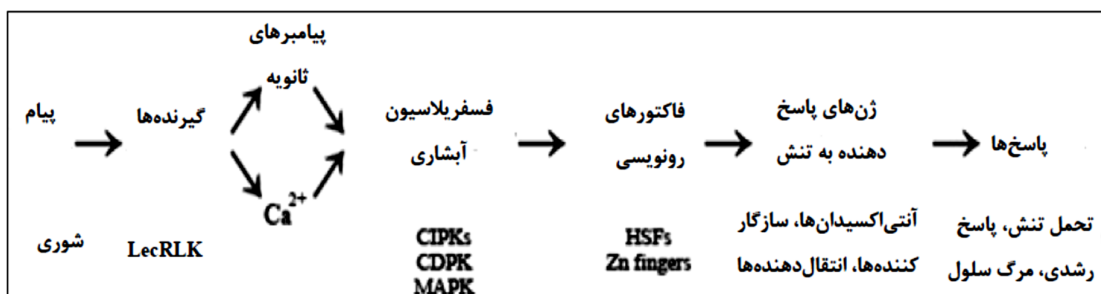 پیام
گیرنده‌ها
پیامبرهای
ثانویه
Ca2+
فسفریلاسیون
آبشاری
فاکتورهای
رونویسی
ژن‌های پاسخ
دهنده به تنش
پاسخ‌ها
شوری
LecRLK
CIPKs
CDPK
MAPK
HSFs
Zn fingers
آنتی‌اکسیدان‌ها، سازگار
کننده‌ها، انتقال‌دهنده‌ها
تحمل تنش، پاسخ
رشدی، مرگ سلول